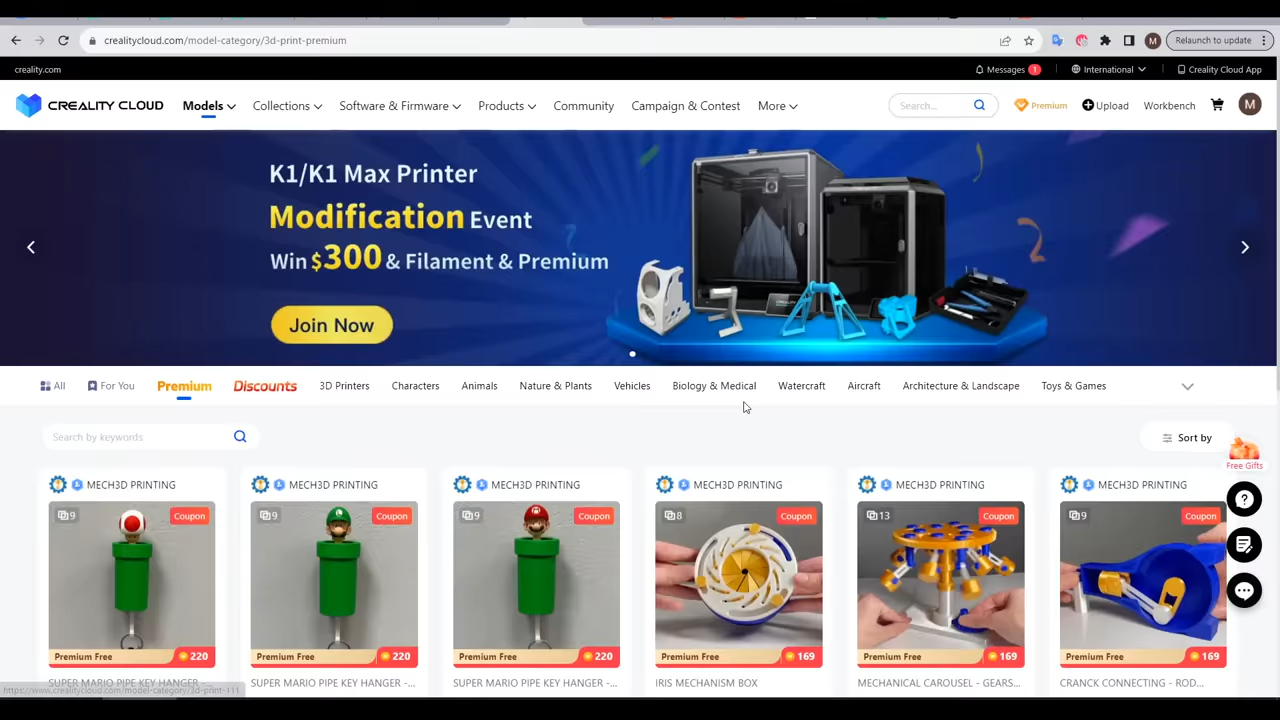 crealitycloud.com/model-category/3d-print-premium
M
Relaunch to update
creality.com
Messages 1
International
Creality Cloud App
CREALITY CLOUD
Models
Collections
Software & Firmware
Products
Community
Campaign & Contest
More
Search...
Premium
Upload
Workbench
M
K1/K1 Max Printer
Modification Event
Win $300 & Filament & Premium
Join Now
All
For You
Premium
Discounts
3D Printers
Characters
Animals
Nature & Plants
Vehicles
Biology & Medical
Watercraft
Aircraft
Architecture & Landscape
Toys & Games
Search by keywords
Sort by
Free Gifts
MECH3D PRINTING
MECH3D PRINTING
MECH3D PRINTING
MECH3D PRINTING
MECH3D PRINTING
MECH3D PRINTING
9 Coupon
9 Coupon
9 Coupon
8 Coupon
13 Coupon
9 Coupon
Premium Free 220
Premium Free 220
Premium Free 220
Premium Free 169
Premium Free 169
Premium Free 169
SUPER MARIO PIPE KEY HANGER -...
SUPER MARIO PIPE KEY HANGER -...
SUPER MARIO PIPE KEY HANGER -...
IRIS MECHANISM BOX
MECHANICAL CAROUSEL - GEARS...
CRANCK CONNECTING - ROD...
https://www.crealitycloud.com/model-category/3d-print-111